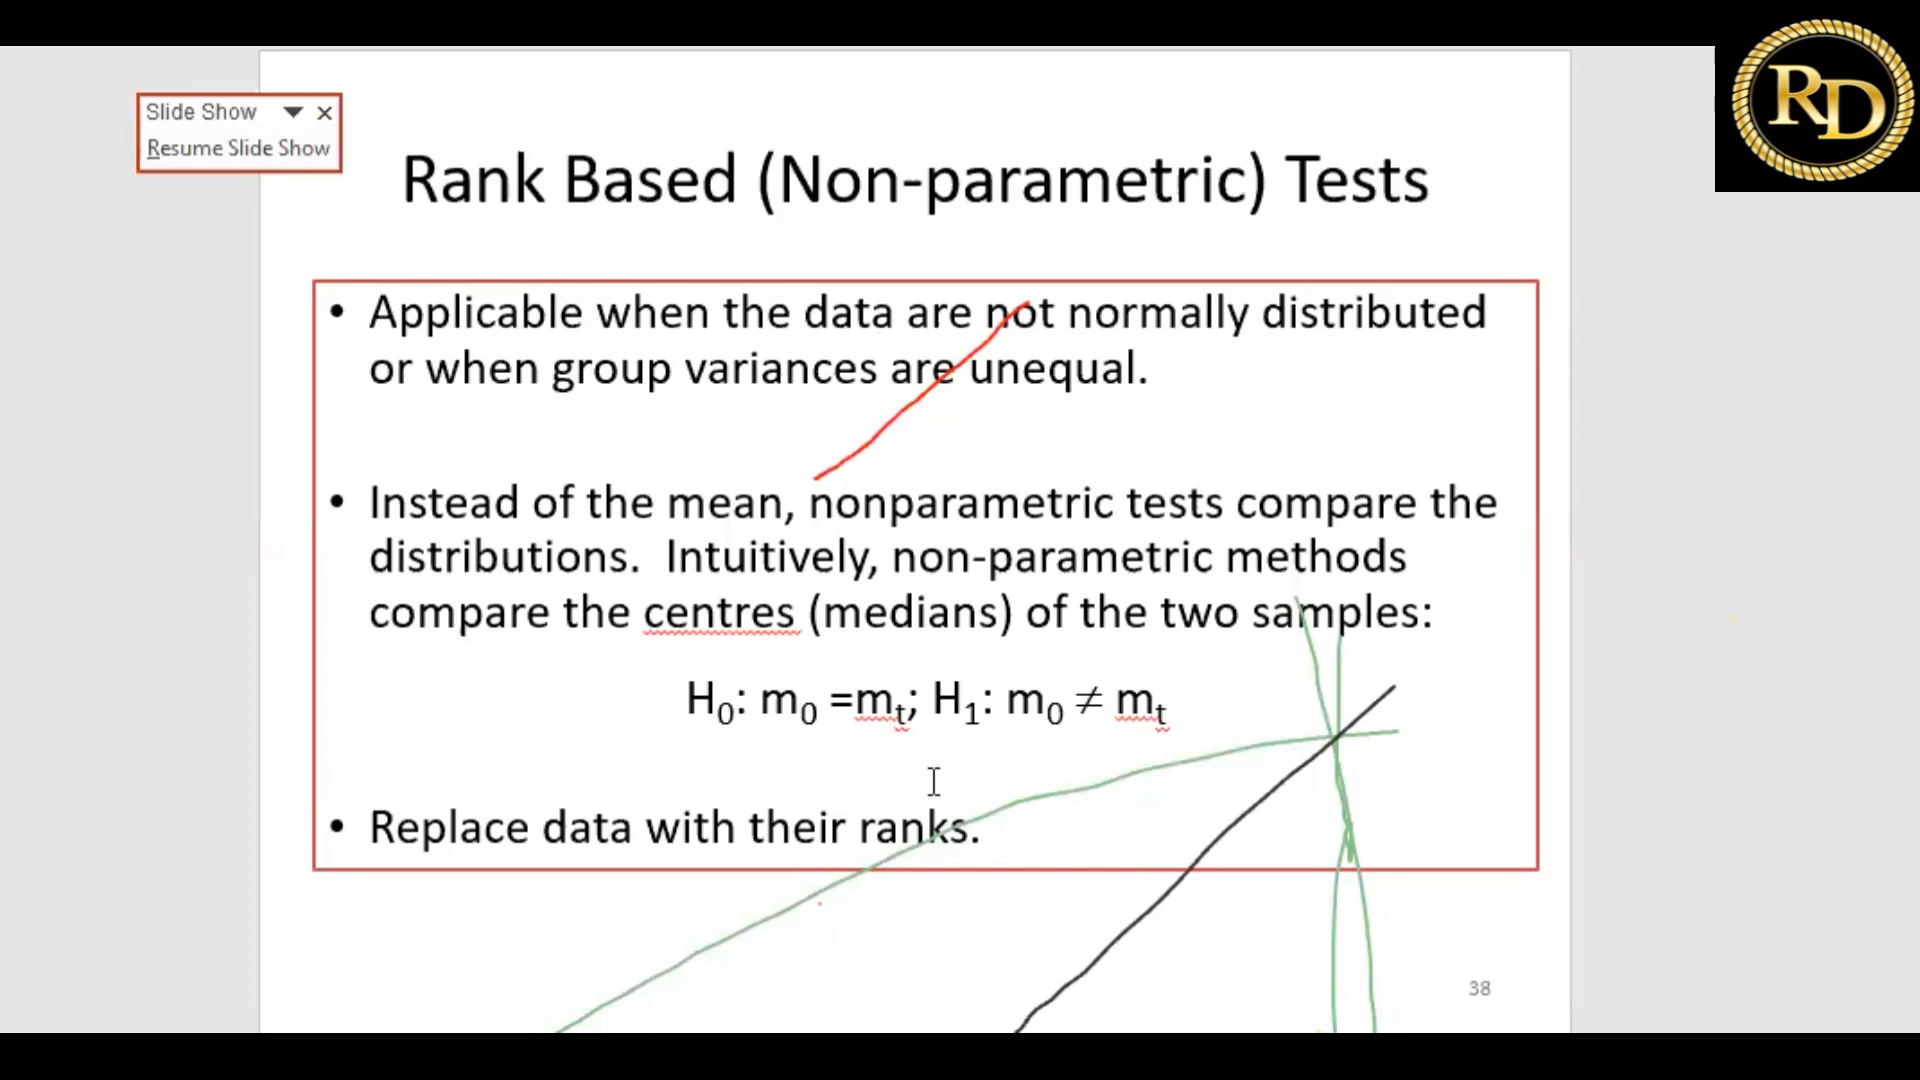 RD
Slide Show
Resume Slide Show
Rank Based (Non-parametric) Tests
• Applicable when the data are not normally distributed
or when group variances are unequal.
• Instead of the mean, nonparametric tests compare the
distributions. Intuitively, non-parametric methods
compare the centres (medians) of the two samples:
H₀: m₀ =mₜ; H₁: m₀ ≠ mₜ
• Replace data with their ranks.
38